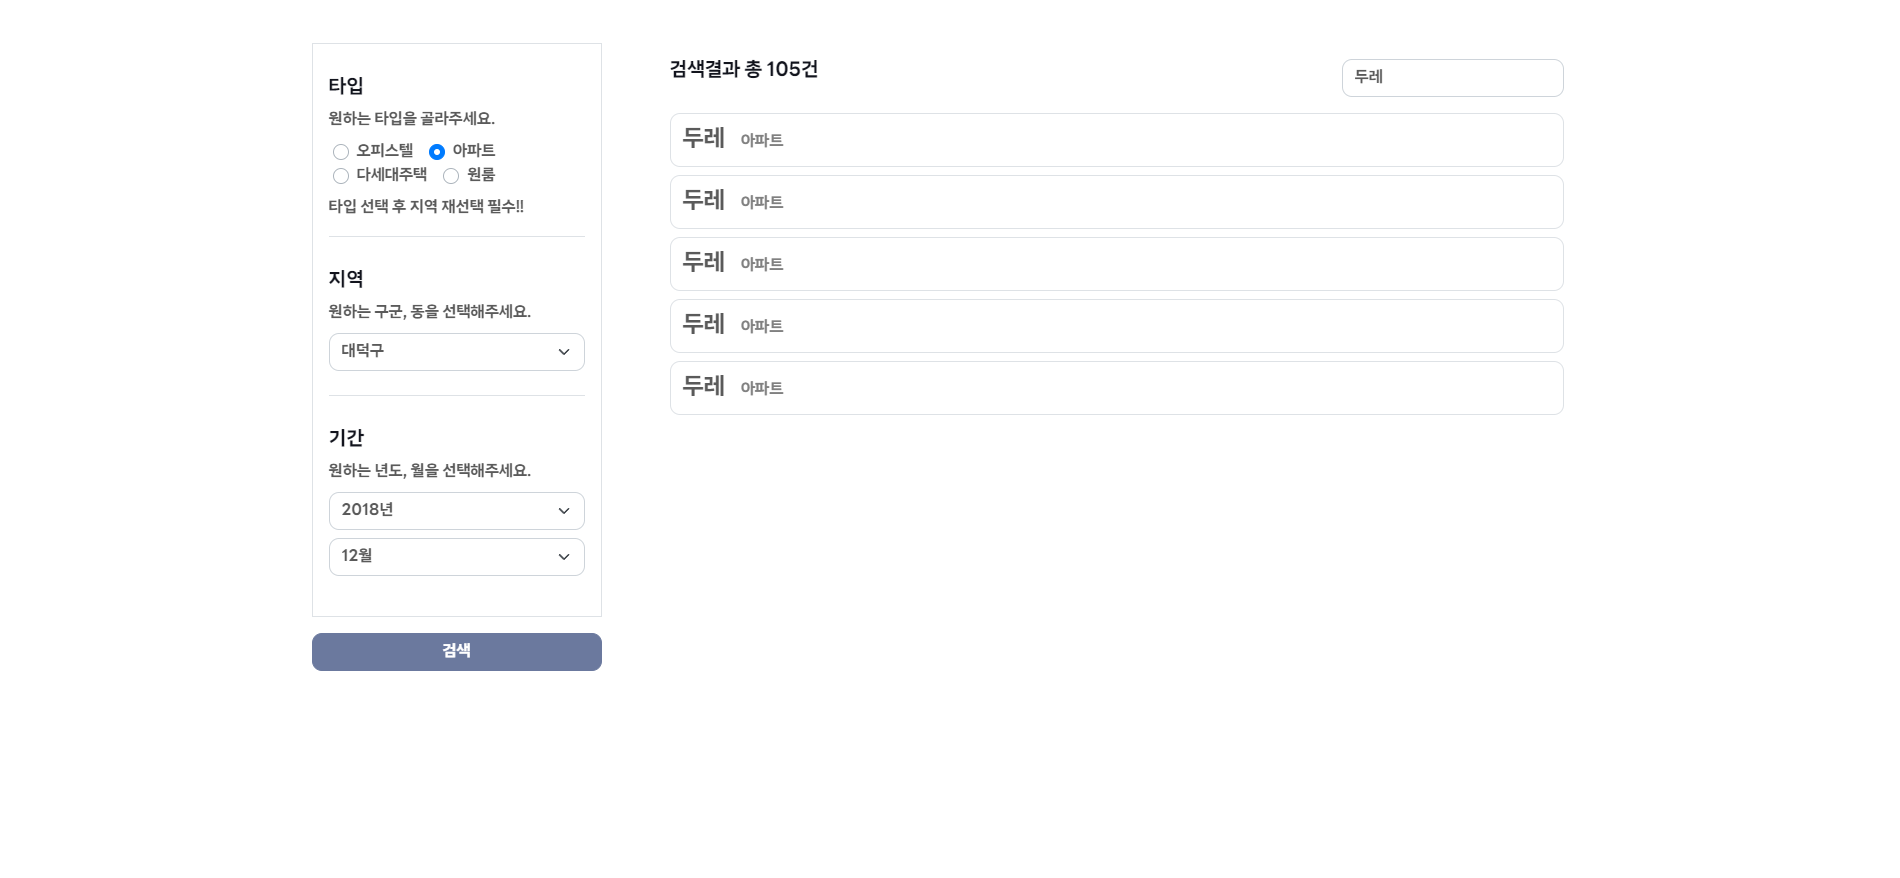 타입
원하는 타입을 골라주세요.
오피스텔 아파트
다세대주택 원룸
타입 선택 후 지역 재선택 필수!!
지역
원하는 구군, 동을 선택해주세요.
대덕구
기간
원하는 년도, 월을 선택해주세요.
2018년
12월
검색
검색결과 총 105건
두레
두레 아파트
두레 아파트
두레 아파트
두레 아파트
두레 아파트